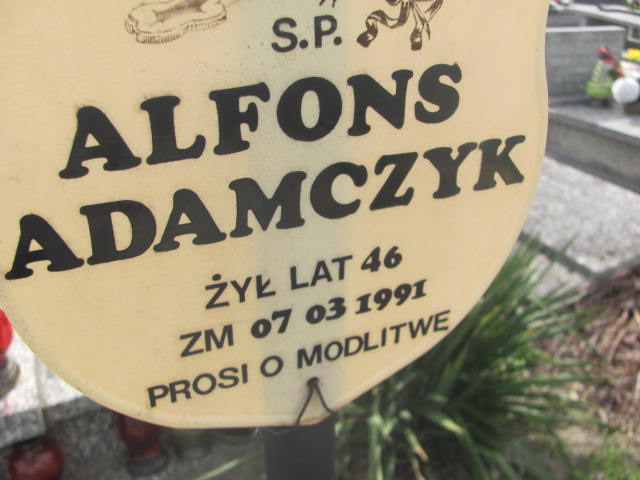 S.P.
ALFONS
ADAMCZYK
ŻYŁ LAT 46
ZM 07 03 1991
PROSI O MODLITWE